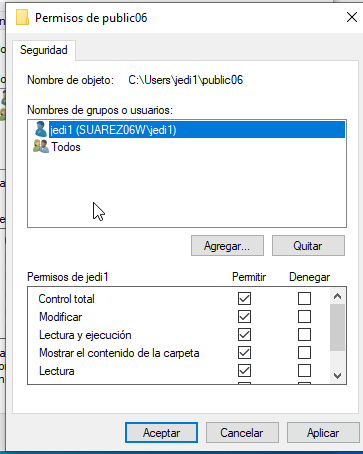 Permisos de public06
Seguridad
Nombre de objeto: C:\Users\jedi1\public06
Nombres de grupos o usuarios:
jedi1 (SUAREZ06W\jedi1)
Todos
Agregar... Quitar
Permisos de jedi1 Permitir Denegar
Control total
Modificar
Lectura y ejecución
Mostrar el contenido de la carpeta
Lectura
Aceptar Cancelar Aplicar